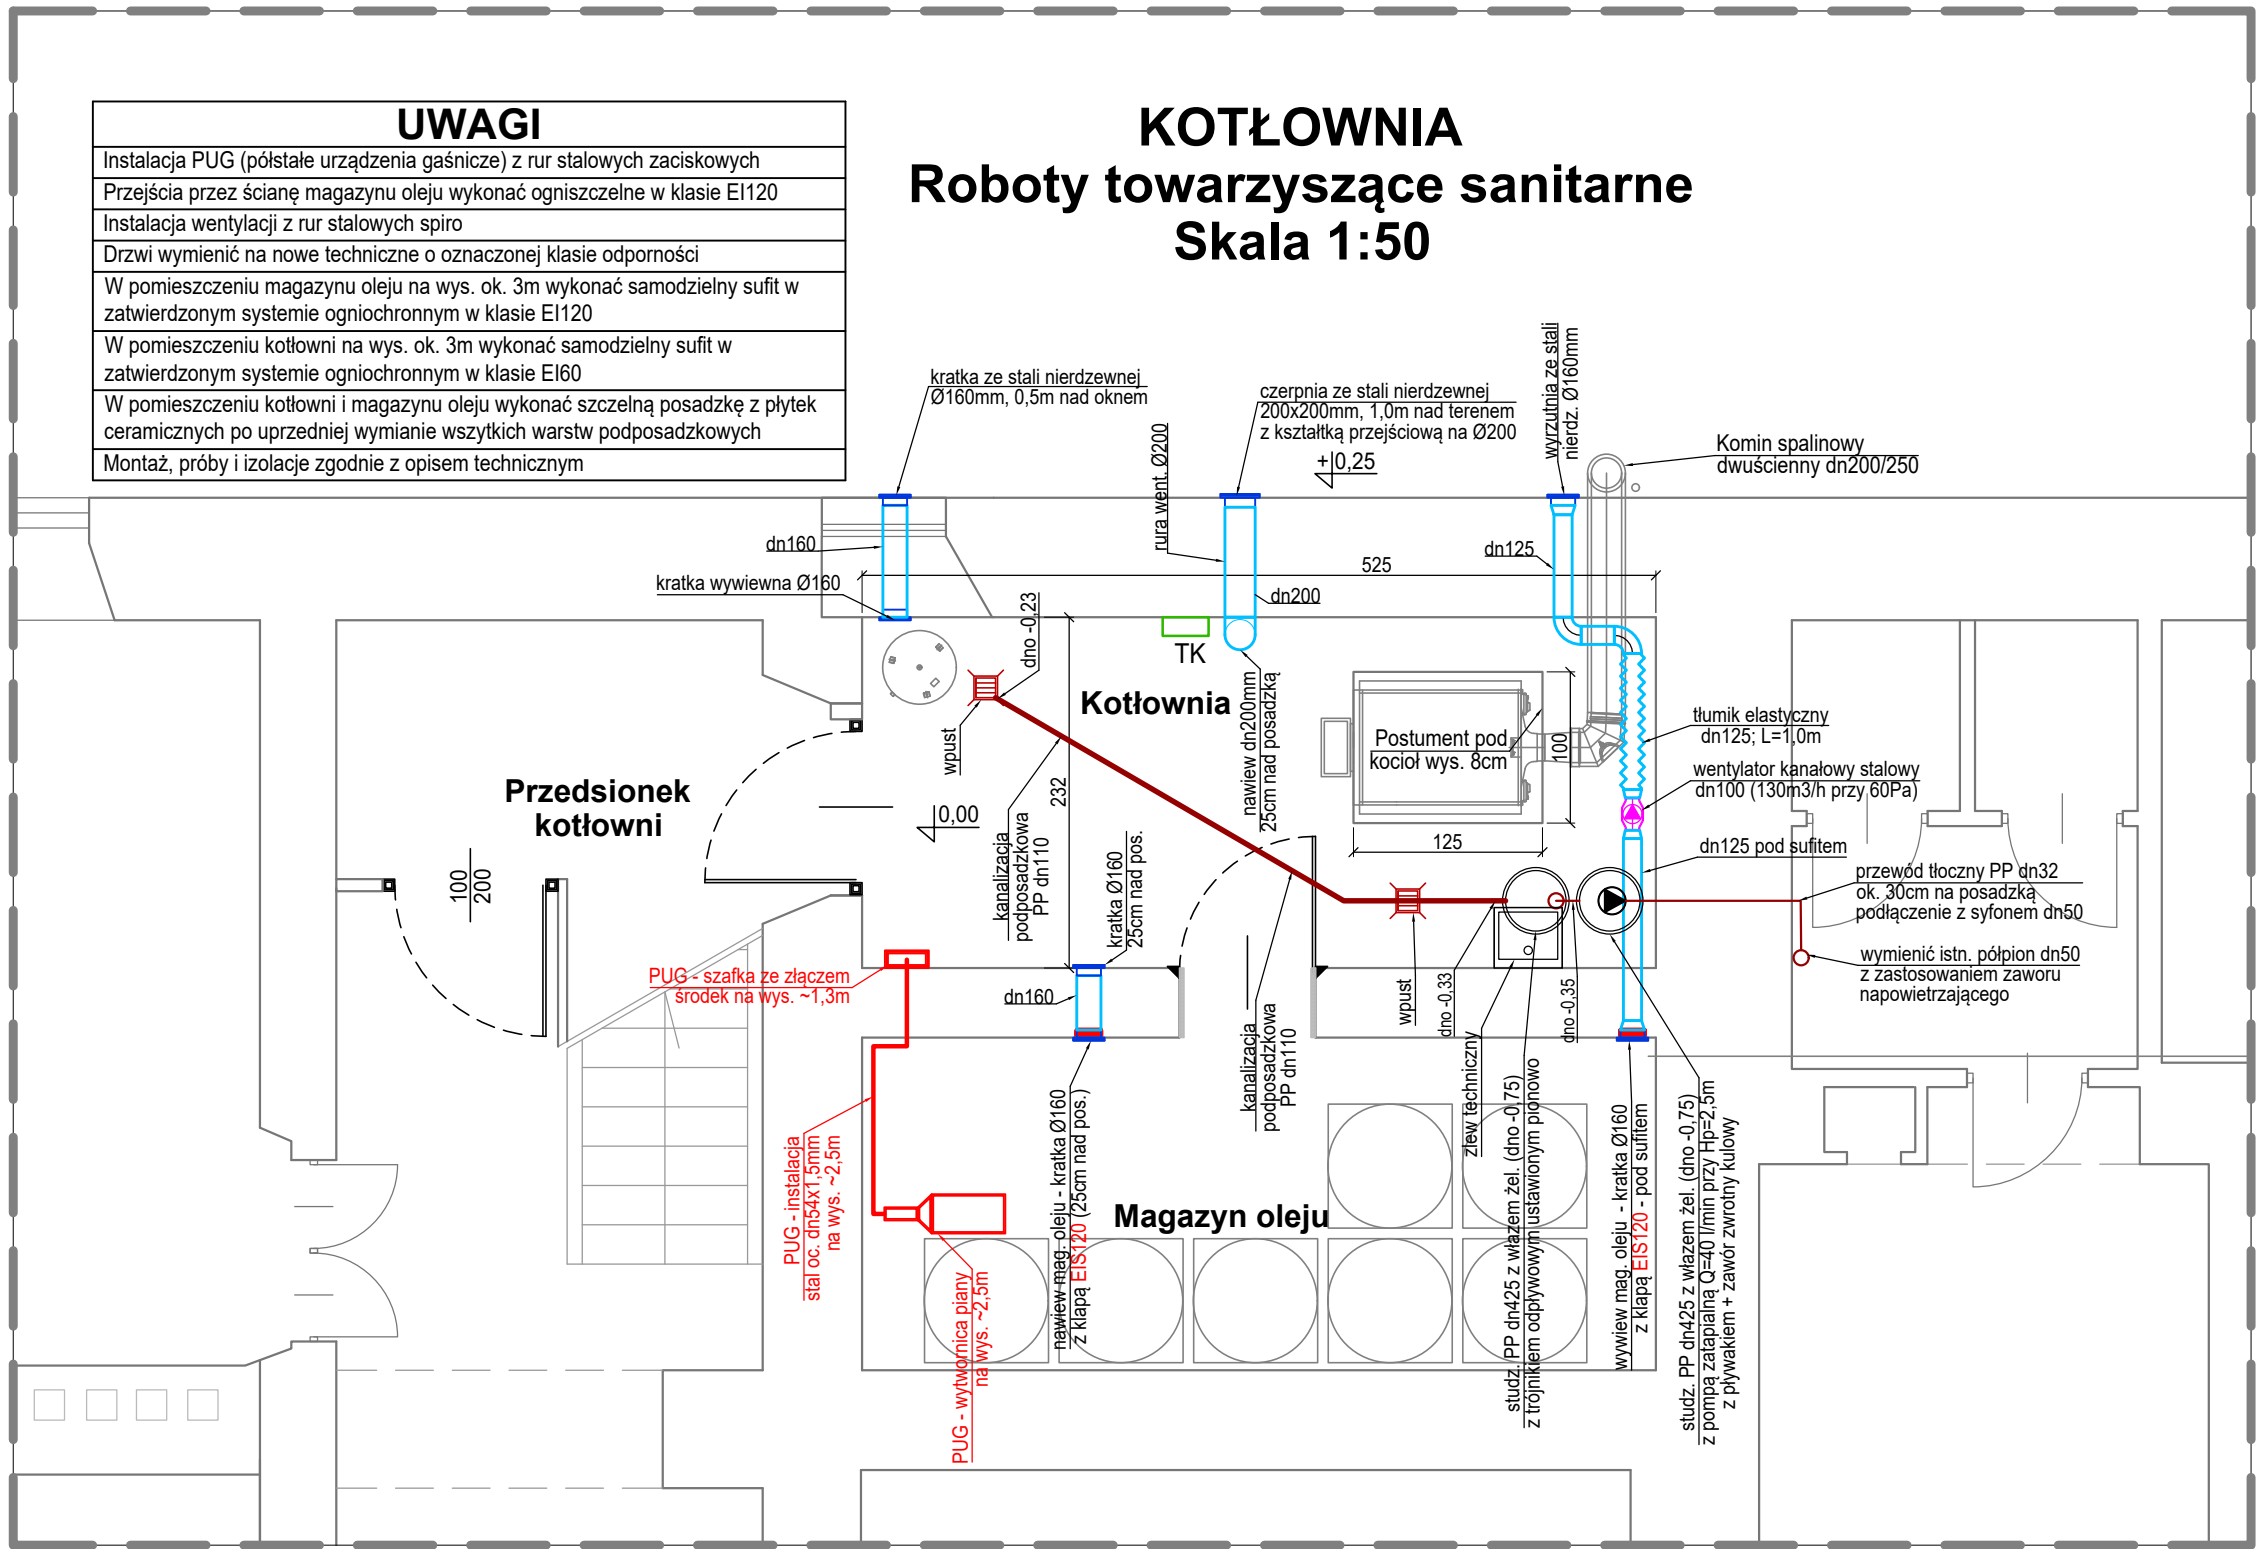 UWAGI
Instalacja PUG (półstałe urządzenia gaśnicze) z rur stalowych zaciskowych
Przejścia przez ścianę magazynu oleju wykonać ogniszczelne w klasie EI120
Instalacja wentylacji z rur stalowych spiro
Drzwi wymienić na nowe techniczne o oznaczonej klasie odporności
W pomieszczeniu magazynu oleju na wys. ok. 3m wykonać samodzielny sufit w
zatwierdzonym systemie ogniochronnym w klasie EI120
W pomieszczeniu kotłowni na wys. ok. 3m wykonać samodzielny sufit w
zatwierdzonym systemie ogniochronnym w klasie EI60
W pomieszczeniu kotłowni i magazynu oleju wykonać szczelną posadzkę z płytek
ceramicznych po uprzedniej wymianie wszytkich warstw podposadzkowych
Montaż, próby i izolacje zgodnie z opisem technicznym
KOTŁOWNIA
Roboty towarzyszące sanitarne
Skala 1:50
kratka ze stali nierdzewnej
Ø160mm, 0,5m nad oknem
czerpnia ze stali nierdzewnej
200x200mm, 1,0m nad terenem
z kształtką przejściową na Ø200
+0,25
wyrzutnia ze stali
nierdz. Ø160mm
Komin spalinowy
dwuścienny dn200/250
rura went. Ø200
dn160
dn125
525
kratka wywiewna Ø160
dn200
dno -0,23
TK
Kotłownia
wpust
nawiew dn200mm
25cm nad posadzką
Postument pod
kocioł wys. 8cm
100
125
tłumik elastyczny
dn125; L=1,0m
wentylator kanałowy stalowy
dn100 (130m3/h przy 60Pa)
Przedsionek
kotłowni
232
0,00
kanalizacja
podposadzkowa
PP dn110
kratka Ø160
25cm nad pos.
dn125 pod sufitem
przewód tłoczny PP dn32
ok. 30cm na posadzką
podłączenie z syfonem dn50
100
200
wymienić istn. półpion dn50
z zastosowaniem zaworu
napowietrzającego
PUG - szafka ze złączem
środek na wys. ~1,3m
dn160
wpust
dno -0,33
dno -0,35
kanalizacja
podposadzkowa
PP dn110
zlew techniczny
PUG - instalacja
stal oc. dn54x1,5mm
na wys. ~2,5m
nawiew mag. oleju - kratka Ø160
z klapą EIS120 (25cm nad pos.)
Magazyn oleju
studz. PP dn425 z włazem żel. (dno -0,75)
z trójnikiem odpływowym ustawionym pionowo
wywiew mag. oleju - kratka Ø160
z klapą EIS120 - pod sufitem
studz. PP dn425 z włazem żel. (dno -0,75)
z pompą zatapialną Q=40 l/min przy Hp=2,5m
z pływakiem + zawór zwrotny kulowy
PUG - wytwornica piany
na wys. ~2,5m